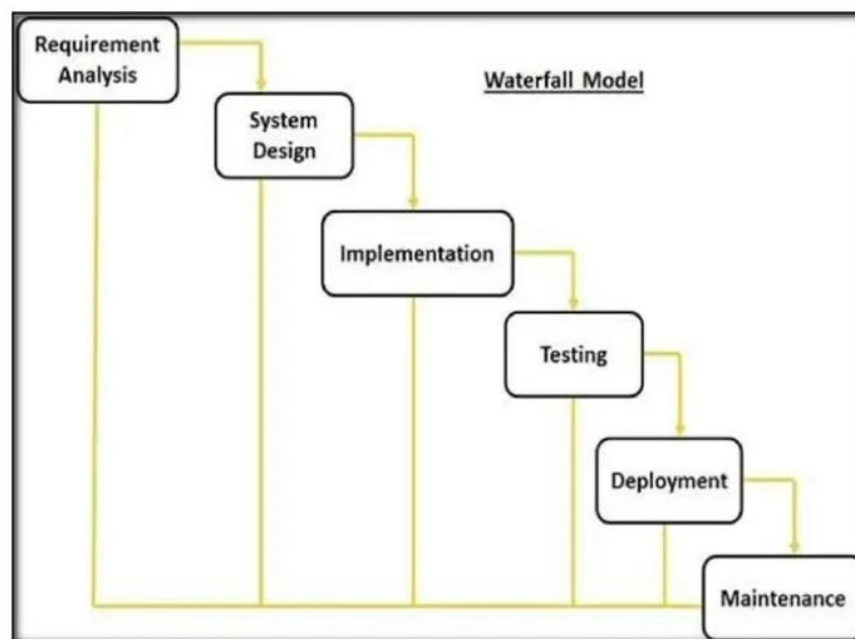 Requirement
Analysis
Waterfall Model
System
Design
Implementation
Testing
Deployment
Maintenance